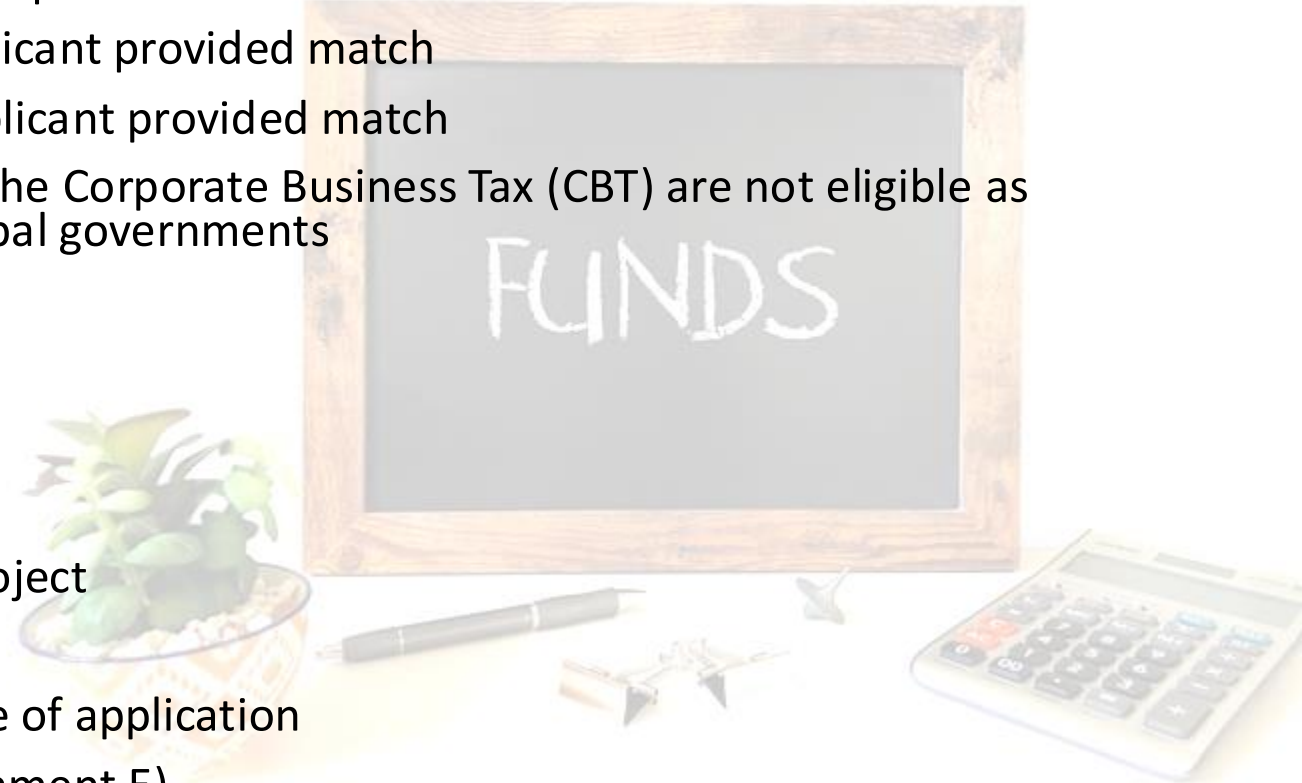 licant provided match
licant provided match
he Corporate Business Tax (CBT) are not eligible as
pal governments
FUNDS
oject
e of application